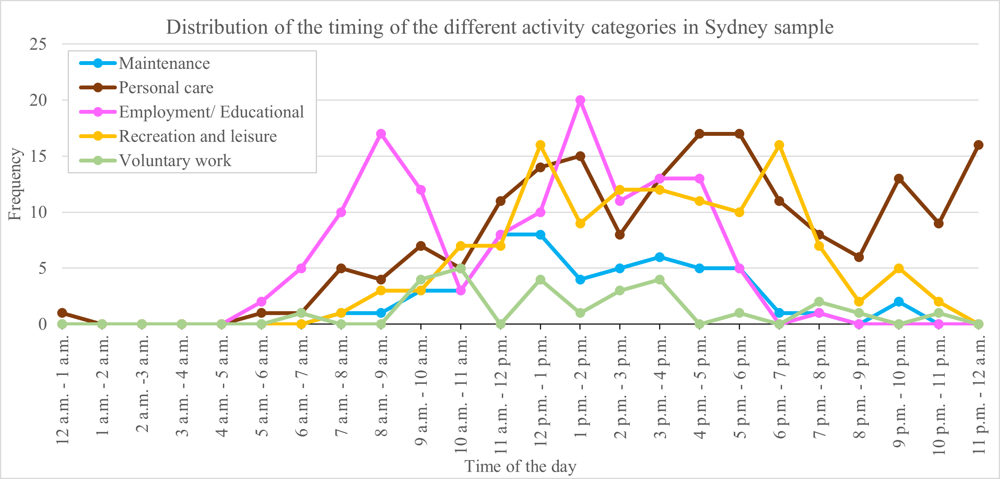 Distribution of the timing of the different activity categories in Sydney sample
25
20
15
10
5
0
Frequency
Maintenance
Personal care
Employment/ Educational
Recreation and leisure
Voluntary work
12 a.m. - 1 a.m.
1 a.m. - 2 a.m.
2 a.m. -3 a.m.
3 a.m. - 4 a.m.
4 a.m. - 5 a.m.
5 a.m. - 6 a.m.
6 a.m. - 7 a.m.
7 a.m. - 8 a.m.
8 a.m. - 9 a.m.
9 a.m. - 10 a.m.
10 a.m. - 11 a.m.
11 a.m. - 12 p.m.
12 p.m. - 1 p.m.
1 p.m. - 2 p.m.
2 p.m. - 3 p.m.
3 p.m. - 4 p.m.
4 p.m. - 5 p.m.
5 p.m. - 6 p.m.
6 p.m. - 7 p.m.
7 p.m. - 8 p.m.
8 p.m. - 9 p.m.
9 p.m. - 10 p.m.
10 p.m. - 11 p.m.
11 p.m. - 12 a.m.
Time of the day